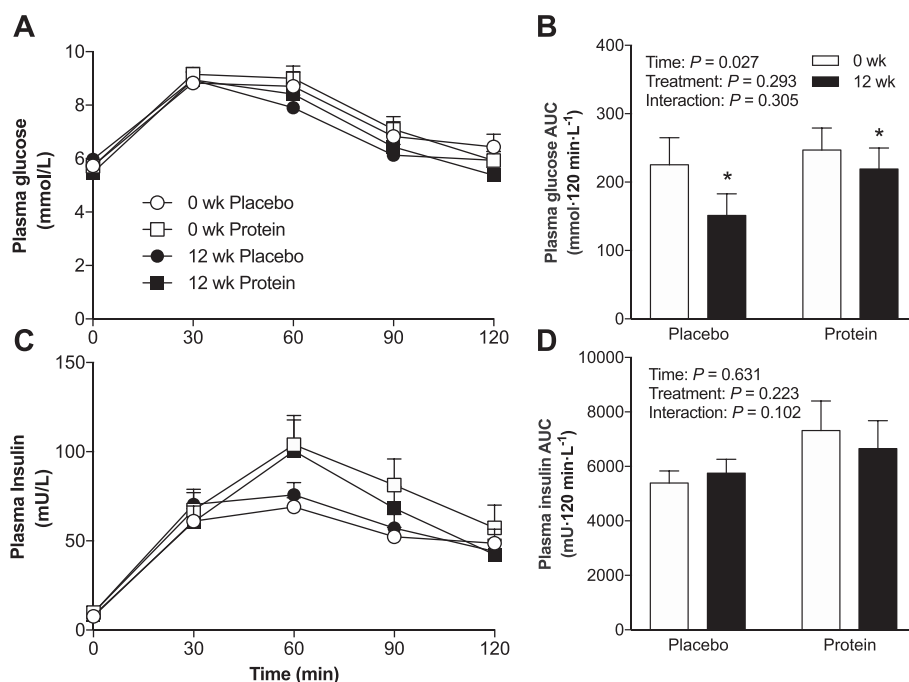 A
Plasma glucose
(mmol/L)
10
8
6
4
2
0
0 30 60 90 120
0 wk Placebo
0 wk Protein
12 wk Placebo
12 wk Protein
B
Plasma glucose AUC
(mmol·120 min·L⁻¹)
400
300
200
100
0
Time: P = 0.027
Treatment: P = 0.293
Interaction: P = 0.305
0 wk
12 wk
*
*
Placebo Protein
C
Plasma Insulin
(mU/L)
150
100
50
0
0 30 60 90 120
Time (min)
D
Plasma insulin AUC
(mU·120 min·L⁻¹)
10000
8000
6000
4000
2000
0
Time: P = 0.631
Treatment: P = 0.223
Interaction: P = 0.102
Placebo Protein